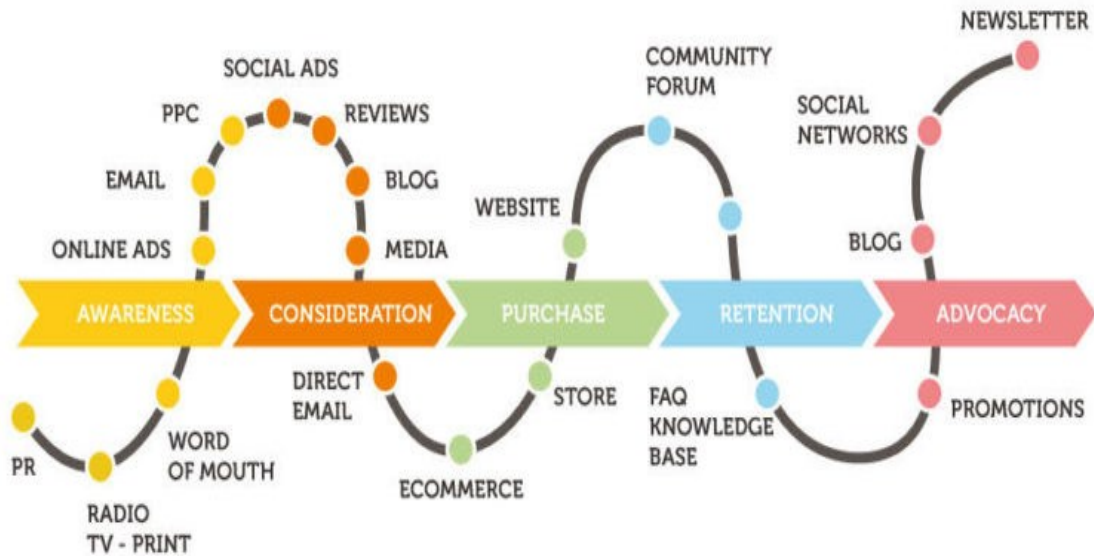 NEWSLETTER
COMMUNITY
FORUM
SOCIAL ADS
PPC
REVIEWS
SOCIAL
NETWORKS
EMAIL
BLOG
WEBSITE
ONLINE ADS
MEDIA
BLOG
AWARENESS
CONSIDERATION
PURCHASE
RETENTION
ADVOCACY
DIRECT
EMAIL
STORE
FAQ
KNOWLEDGE
BASE
PROMOTIONS
WORD
OF MOUTH
PR
ECOMMERCE
RADIO
TV - PRINT